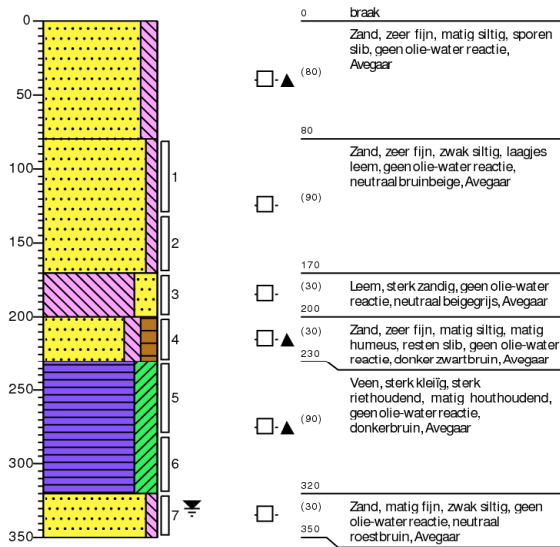 0
50
100
150
200
250
300
350
1
2
3
4
5
6
7
0 braak
Zand, zeer fijn, matig siltig, sporen
slib, geen olie-water reactie,
Avegaar
(80)
80
Zand, zeer fijn, zwak siltig, laagjes
leem, geen olie-water reactie,
neutraalbruinbeige, Avegaar
(90)
170
(30) Leem, sterk zandig, geen olie-water
reactie, neutraal beigegrijs, Avegaar
200
(30) Zand, zeer fijn, matig siltig, matig
humeus, resten slib, geen olie-water
reactie, donker zwartbruin, Avegaar
230
Veen, sterk kleiïg, sterk
riethoudend, matig houthoudend,
geen olie-water reactie,
donkerbruin, Avegaar
(90)
320
(30) Zand, matig fijn, zwak siltig, geen
olie-water reactie, neutraal
roestbruin, Avegaar
350